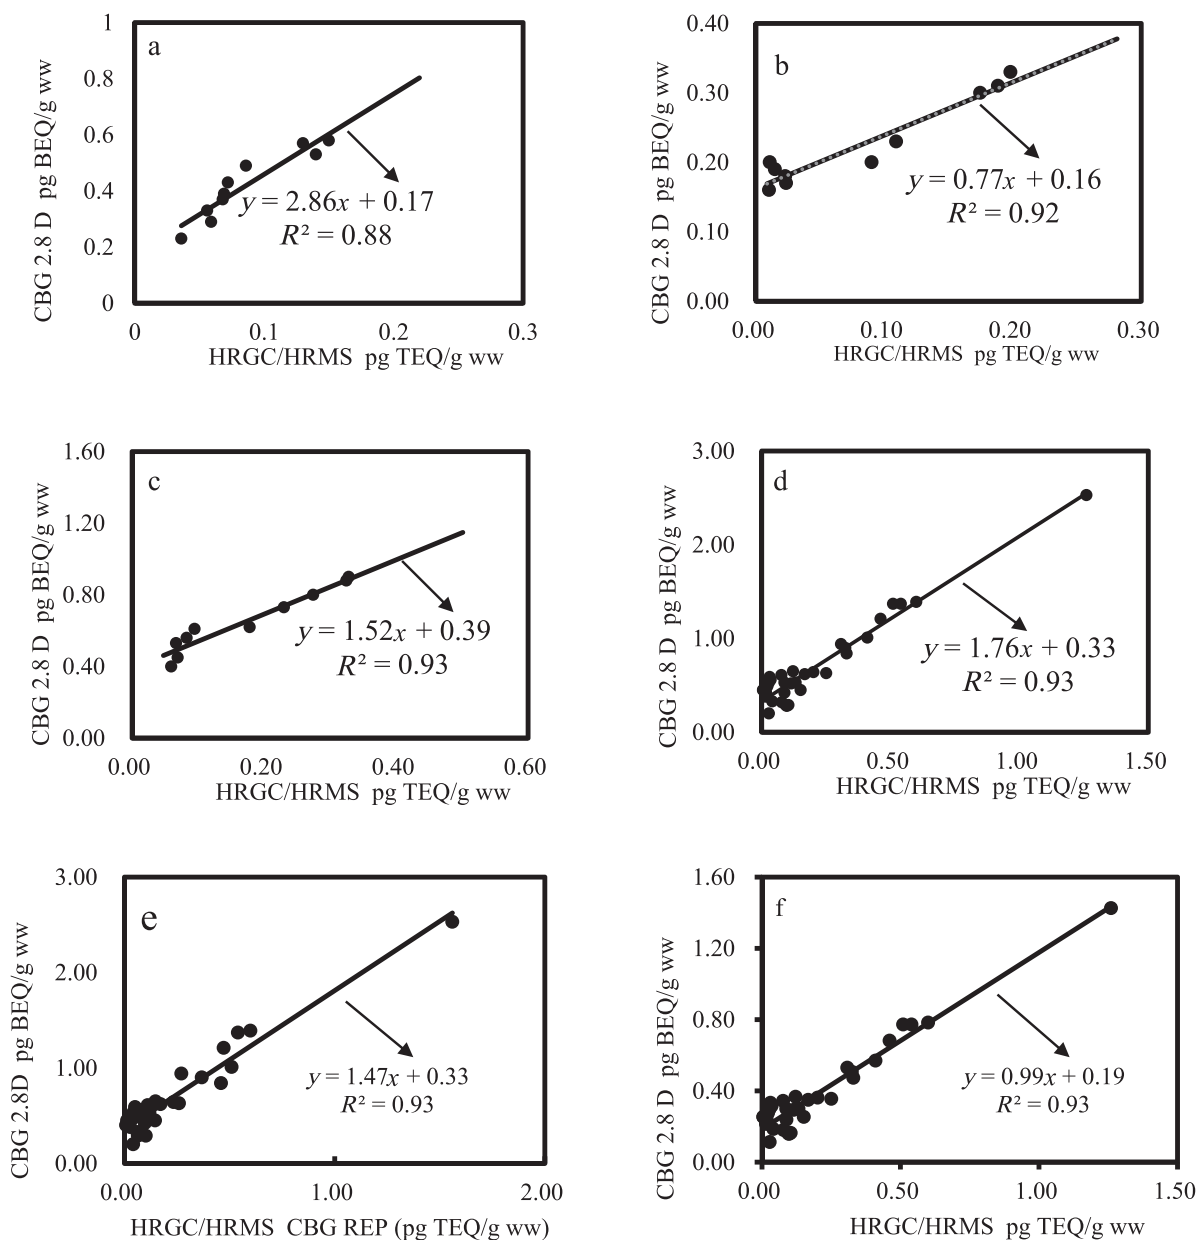 a
1
0.8
0.6
0.4
0.2
0
CBG 2.8 D pg BEQ/g ww
y = 2.86x + 0.17
R² = 0.88
0 0.1 0.2 0.3
HRGC/HRMS pg TEQ/g ww
b
0.40
0.30
0.20
0.10
0.00
CBG 2.8 D pg BEQ/g ww
y = 0.77x + 0.16
R² = 0.92
0.00 0.10 0.20 0.30
HRGC/HRMS pg TEQ/g ww
c
1.60
1.20
0.80
0.40
0.00
CBG 2.8 D pg BEQ/g ww
y = 1.52x + 0.39
R² = 0.93
0.00 0.20 0.40 0.60
HRGC/HRMS pg TEQ/g ww
d
3.00
2.00
1.00
0.00
CBG 2.8 D pg BEQ/g ww
y = 1.76x + 0.33
R² = 0.93
0.00 0.50 1.00 1.50
HRGC/HRMS pg TEQ/g ww
e
3.00
2.00
1.00
0.00
CBG 2.8D pg BEQ/g ww
y = 1.47x + 0.33
R² = 0.93
0.00 1.00 2.00
HRGC/HRMS CBG REP (pg TEQ/g ww)
f
1.60
1.20
0.80
0.40
0.00
CBG 2.8 D pg BEQ/g ww
y = 0.99x + 0.19
R² = 0.93
0.00 0.50 1.00 1.50
HRGC/HRMS pg TEQ/g ww